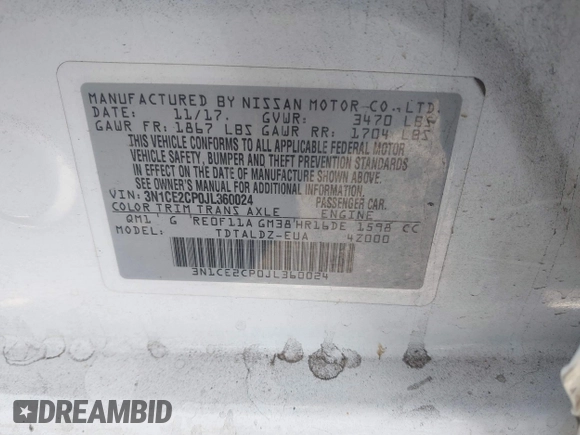 MANUFACTURED BY NISSAN MOTOR CO., LTD.
DATE: 11/17. GVWR: 3470 LBS
GAWR FR: 1867 LBS GAWR RR: 1704 LBS
THIS VEHICLE CONFORMS TO ALL APPLICABLE FEDERAL MOTOR
VEHICLE SAFETY, BUMPER AND THEFT PREVENTION STANDARDS
IN EFFECT ON THE DATE OF MANUFACTURE SHOWN ABOVE.
SEE OWNER'S MANUAL FOR ADDITIONAL INFORMATION.
VIN: 3N1CE2CP0JL360024 PASSENGER CAR.
COLOR TRIM TRANS AXLE ENGINE
QM1' G 'RE0F11A GM38'HR16DE 1598 CC
TDTALDZ-EUA 42000
3N1CE2CP0JL360024
DREAMBID